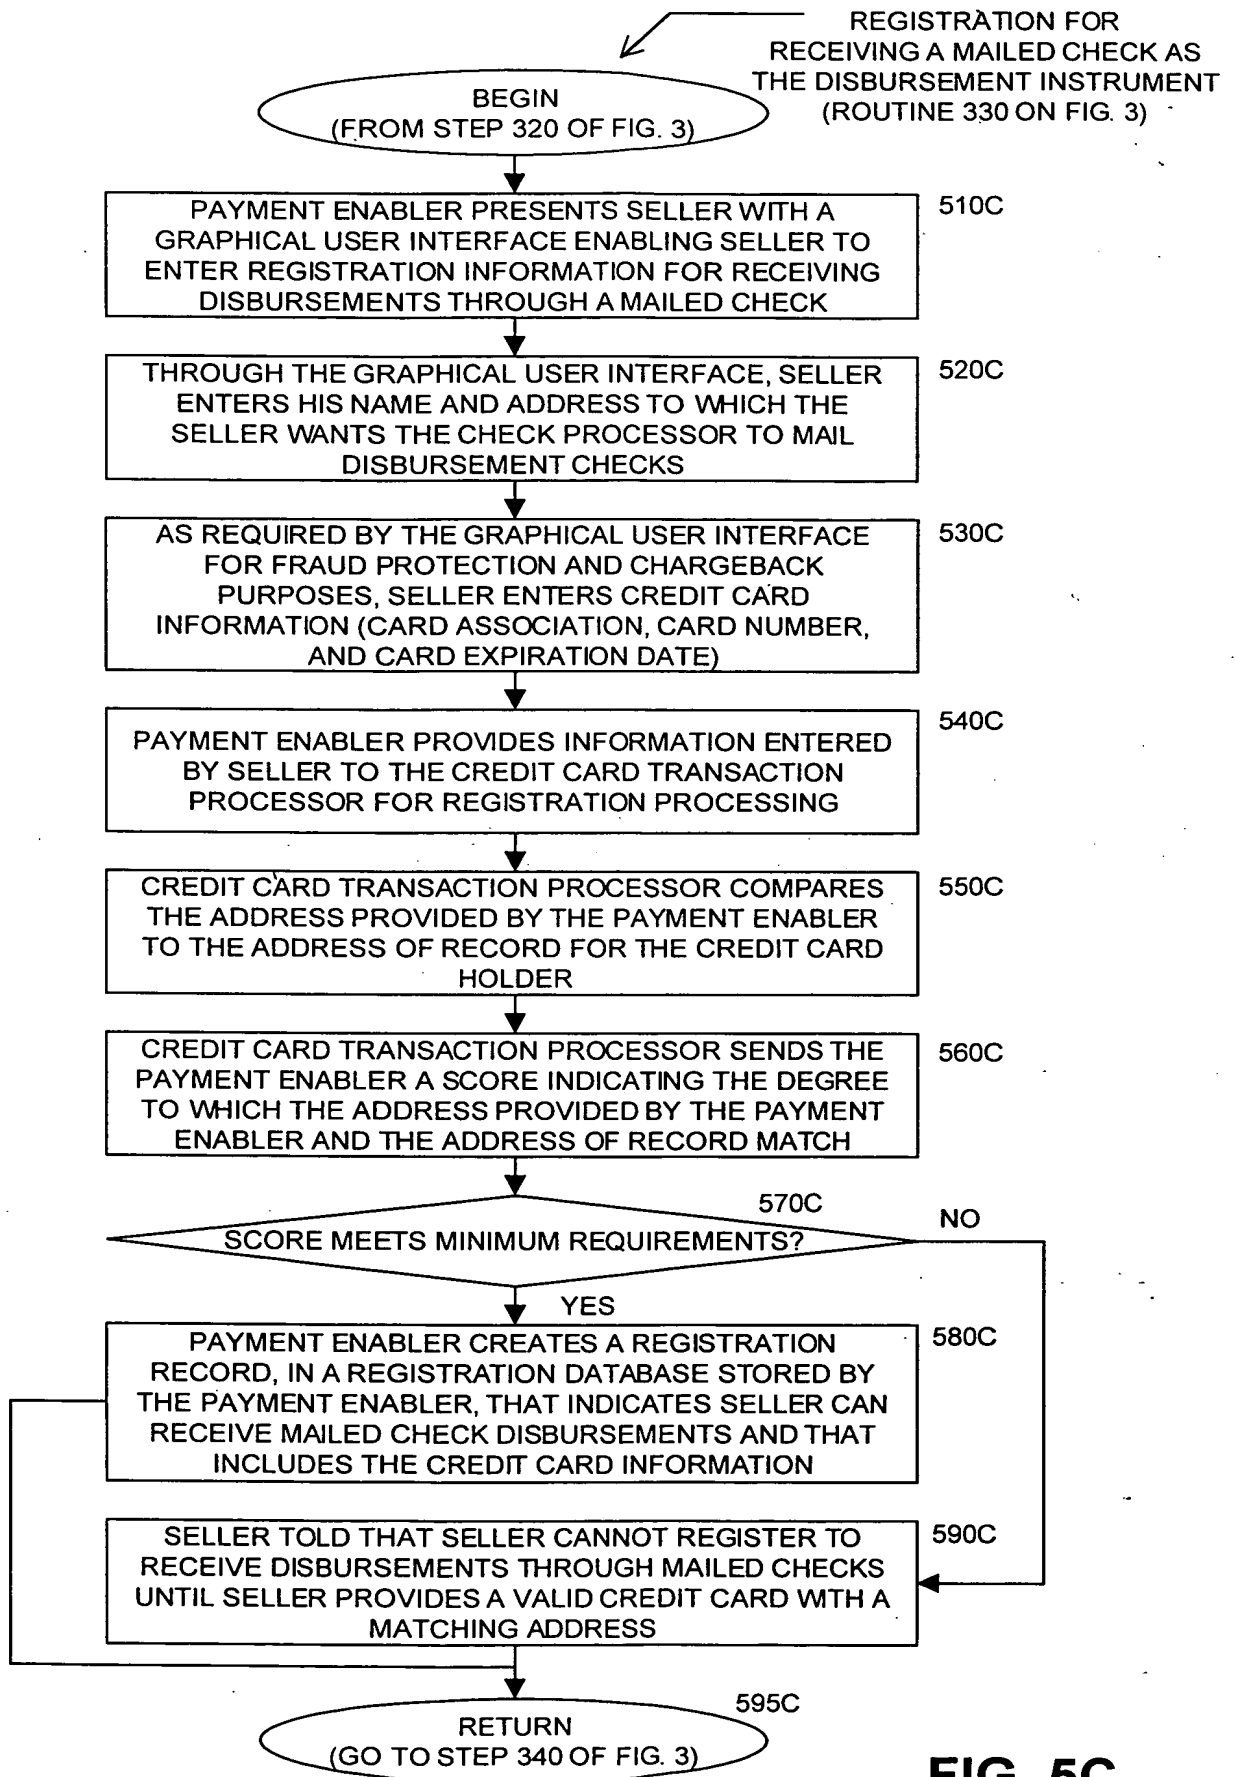 REGISTRATION FOR
RECEIVING A MAILED CHECK AS
THE DISBURSEMENT INSTRUMENT
(ROUTINE 330 ON FIG. 3)
BEGIN
(FROM STEP 320 OF FIG. 3)
510C
PAYMENT ENABLER PRESENTS SELLER WITH A
GRAPHICAL USER INTERFACE ENABLING SELLER TO
ENTER REGISTRATION INFORMATION FOR RECEIVING
DISBURSEMENTS THROUGH A MAILED CHECK
520C
THROUGH THE GRAPHICAL USER INTERFACE, SELLER
ENTERS HIS NAME AND ADDRESS TO WHICH THE
SELLER WANTS THE CHECK PROCESSOR TO MAIL
DISBURSEMENT CHECKS
530C
AS REQUIRED BY THE GRAPHICAL USER INTERFACE
FOR FRAUD PROTECTION AND CHARGEBACK
PURPOSES, SELLER ENTERS CREDIT CARD
INFORMATION (CARD ASSOCIATION, CARD NUMBER,
AND CARD EXPIRATION DATE)
540C
PAYMENT ENABLER PROVIDES INFORMATION ENTERED
BY SELLER TO THE CREDIT CARD TRANSACTION
PROCESSOR FOR REGISTRATION PROCESSING
550C
CREDIT CARD TRANSACTION PROCESSOR COMPARES
THE ADDRESS PROVIDED BY THE PAYMENT ENABLER
TO THE ADDRESS OF RECORD FOR THE CREDIT CARD
HOLDER
560C
CREDIT CARD TRANSACTION PROCESSOR SENDS THE
PAYMENT ENABLER A SCORE INDICATING THE DEGREE
TO WHICH THE ADDRESS PROVIDED BY THE PAYMENT
ENABLER AND THE ADDRESS OF RECORD MATCH
570C
NO
SCORE MEETS MINIMUM REQUIREMENTS?
YES
580C
PAYMENT ENABLER CREATES A REGISTRATION
RECORD, IN A REGISTRATION DATABASE STORED BY
THE PAYMENT ENABLER, THAT INDICATES SELLER CAN
RECEIVE MAILED CHECK DISBURSEMENTS AND THAT
INCLUDES THE CREDIT CARD INFORMATION
590C
SELLER TOLD THAT SELLER CANNOT REGISTER TO
RECEIVE DISBURSEMENTS THROUGH MAILED CHECKS
UNTIL SELLER PROVIDES A VALID CREDIT CARD WITH A
MATCHING ADDRESS
595C
RETURN
(GO TO STEP 340 OF FIG. 3)
FIG. 5C